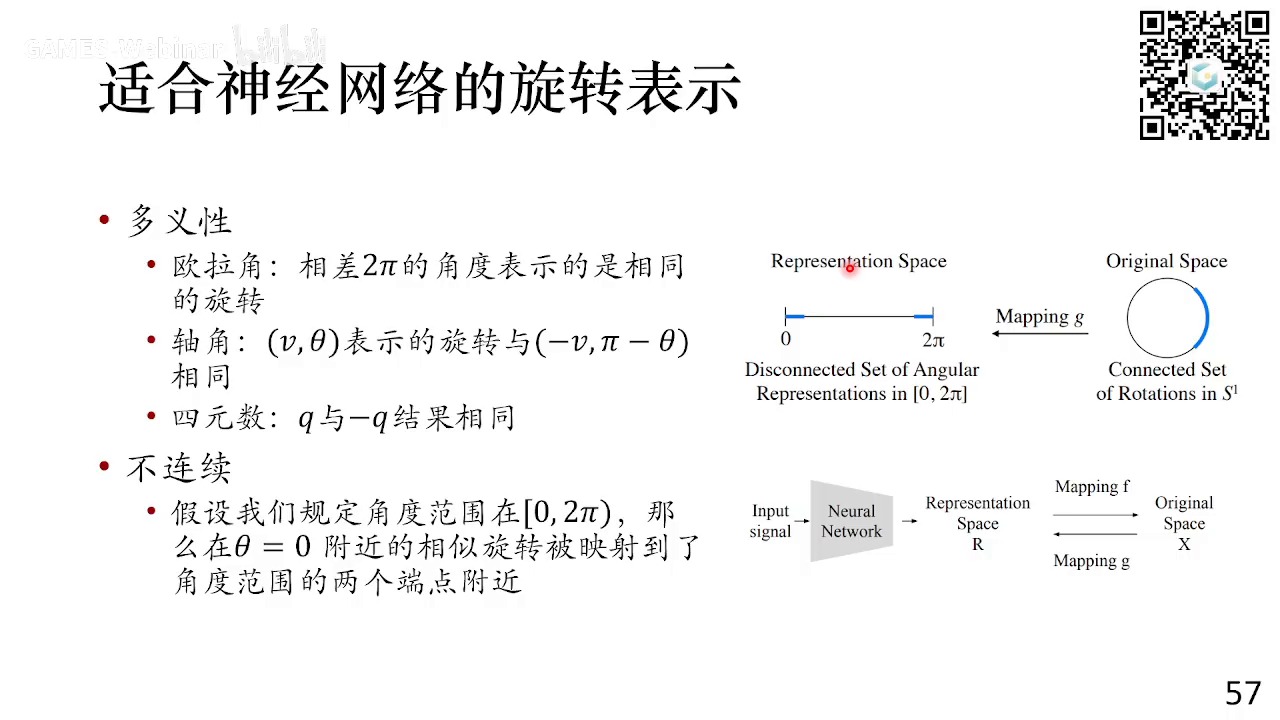 GAMES-Webinar
适合神经网络的旋转表示
• 多义性
• 欧拉角：相差2π的角度表示的是相同
的旋转
• 轴角：(v, θ)表示的旋转与(−v, π − θ)
相同
• 四元数：q与−q结果相同
• 不连续
• 假设我们规定角度范围在[0, 2π)，那
么在θ = 0 附近的相似旋转被映射到了
角度范围的两个端点附近
Representation Space
Original Space
Mapping g
0
2π
Disconnected Set of Angular
Representations in [0, 2π]
Connected Set
of Rotations in S¹
Input
signal
Neural
Network
Representation
Space
R
Mapping f
Mapping g
Original
Space
X
57